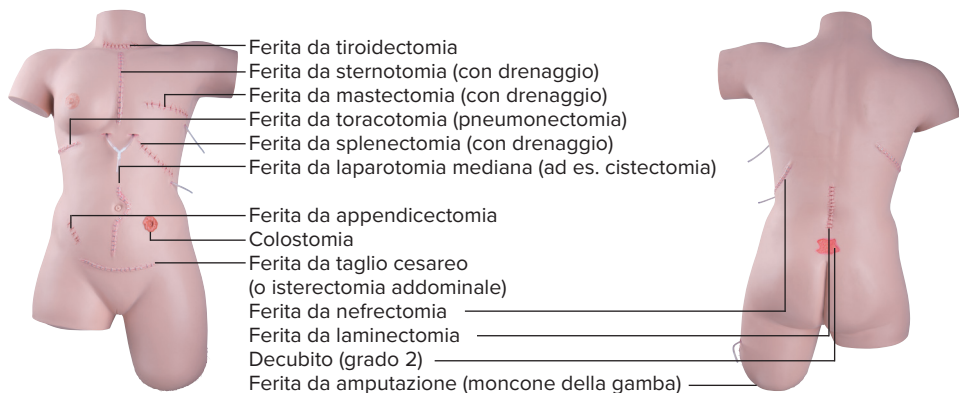 Ferita da tiroidectomia
Ferita da sternotomia (con drenaggio)
Ferita da mastectomia (con drenaggio)
Ferita da toracotomia (pneumonectomia)
Ferita da splenectomia (con drenaggio)
Ferita da laparotomia mediana (ad es. cistectomia)
Ferita da appendicectomia
Colostomia
Ferita da taglio cesareo
(o isterectomia addominale)
Ferita da nefrectomia
Ferita da laminectomia
Decubito (grado 2)
Ferita da amputazione (moncone della gamba)